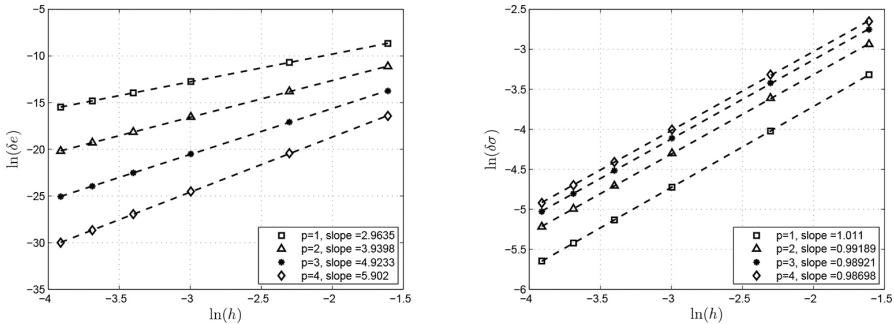 −5
−10
−15
−20
−25
−30
−35
ln(δe)
−4
−3.5
−3
−2.5
−2
−1.5
ln(h)
p=1, slope =2.9635
p=2, slope =3.9398
p=3, slope =4.9233
p=4, slope =5.902
−2.5
−3
−3.5
−4
−4.5
−5
−5.5
−6
ln(δσ)
−4
−3.5
−3
−2.5
−2
−1.5
ln(h)
p=1, slope =1.011
p=2, slope =0.99189
p=3, slope =0.98921
p=4, slope =0.98698